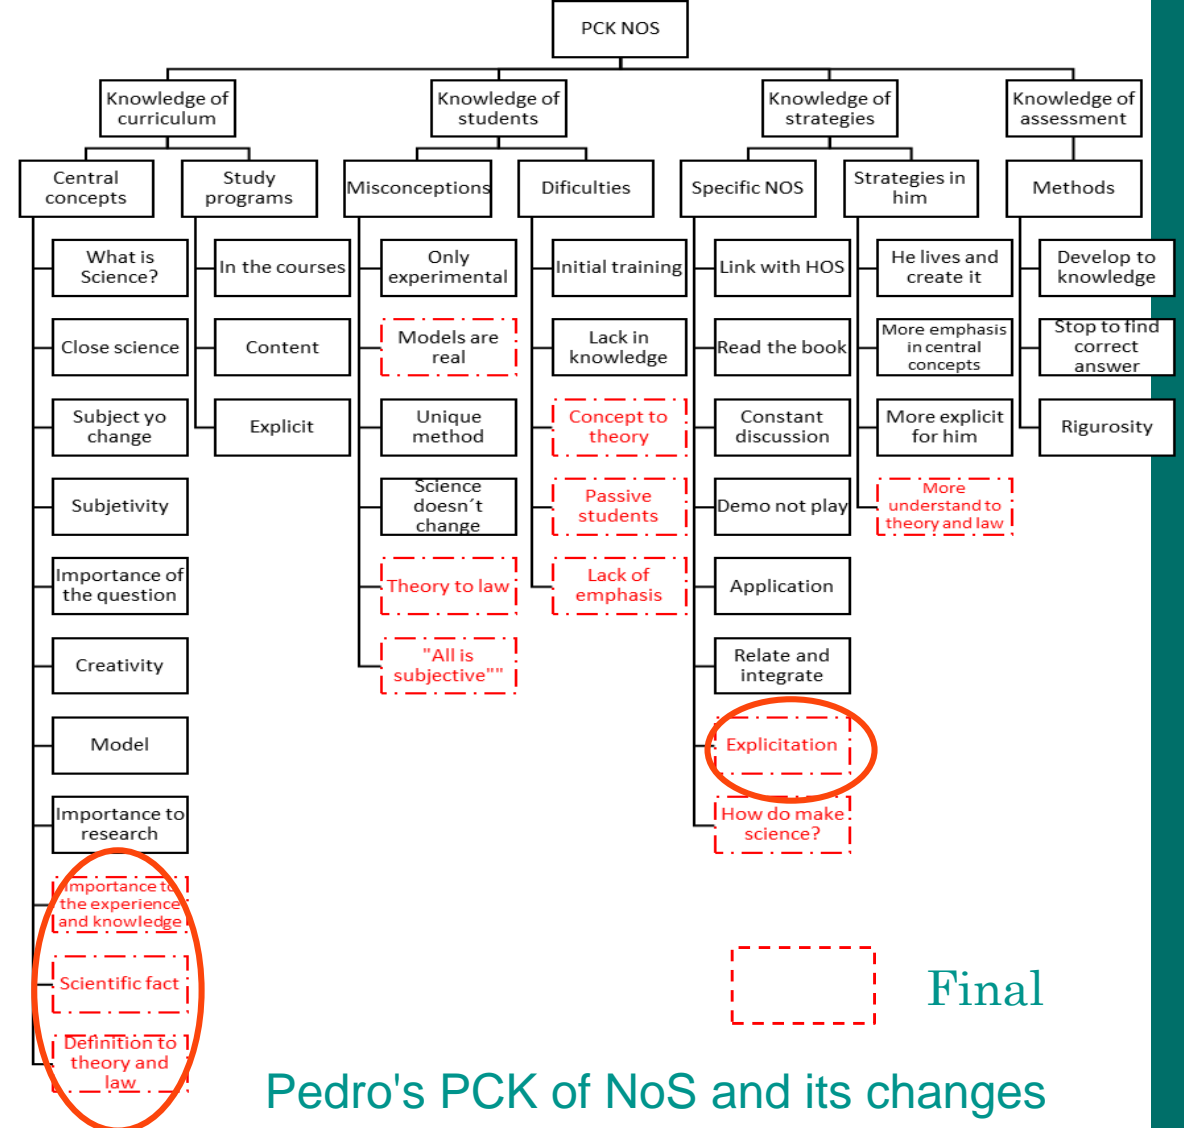 PCK NOS
Knowledge of
curriculum
Knowledge of
students
Knowledge of
strategies
Knowledge of
assessment
Central
concepts
Study
programs
Misconceptions
Dificulties
Specific NOS
Strategies in
him
Methods
What is
Science?
Close science
Subject yo
change
Subjetivity
Importance of
the question
Creativity
Model
Importance to
research
Importance to
the experience
and knowledge
Scientific fact
Definition to
theory and
law
In the courses
Content
Explicit
Only
experimental
Models are
real
Unique
method
Science
doesn´t
change
Theory to law
"All is
subjective""
Initial training
Lack in
knowledge
Concept to
theory
Passive
students
Lack of
emphasis
Link with HOS
Read the book
Constant
discussion
Demo not play
Application
Relate and
integrate
Explicitation
How do make
science?
He lives and
create it
More emphasis
in central
concepts
More explicit
for him
More
understand to
theory and law
Develop to
knowledge
Stop to find
correct
answer
Rigurosity
Final
Pedro's PCK of NoS and its changes